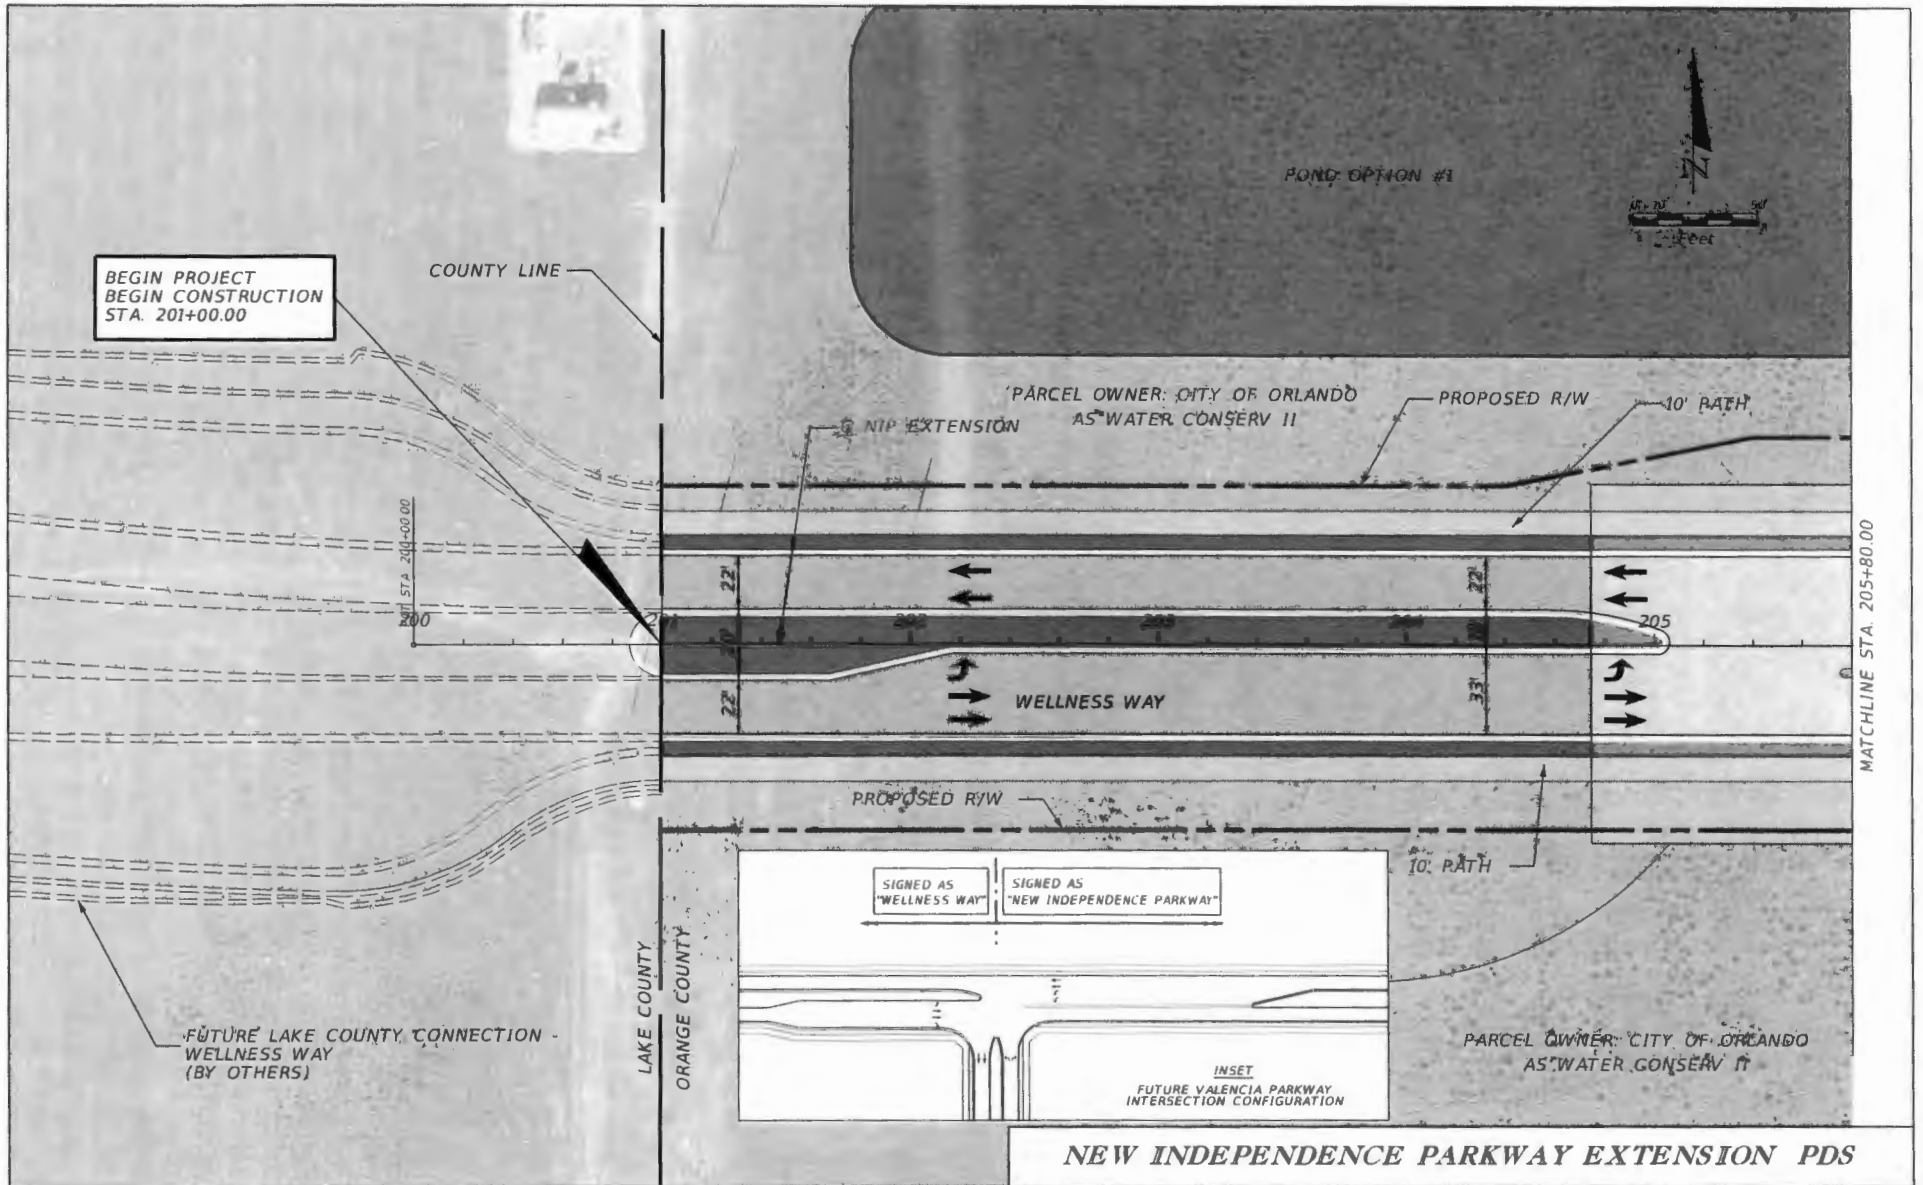 POND OPTION #1
N
50'
Feet
BEGIN PROJECT
BEGIN CONSTRUCTION
STA. 201+00.00
COUNTY LINE
PARCEL OWNER: CITY OF ORLANDO
AS WATER CONSERV II
PROPOSED R/W
10' PATH
℄ NIP EXTENSION
STA 200+00.00
200
22'
22'
205
22'
33'
WELLNESS WAY
MATCHLINE STA. 205+80.00
PROPOSED R/W
10' PATH
SIGNED AS
"WELLNESS WAY"
SIGNED AS
"NEW INDEPENDENCE PARKWAY"
LAKE COUNTY
ORANGE COUNTY
FUTURE LAKE COUNTY CONNECTION -
WELLNESS WAY
(BY OTHERS)
INSET
FUTURE VALENCIA PARKWAY
INTERSECTION CONFIGURATION
PARCEL OWNER: CITY OF ORLANDO
AS WATER CONSERV II
NEW INDEPENDENCE PARKWAY EXTENSION PDS